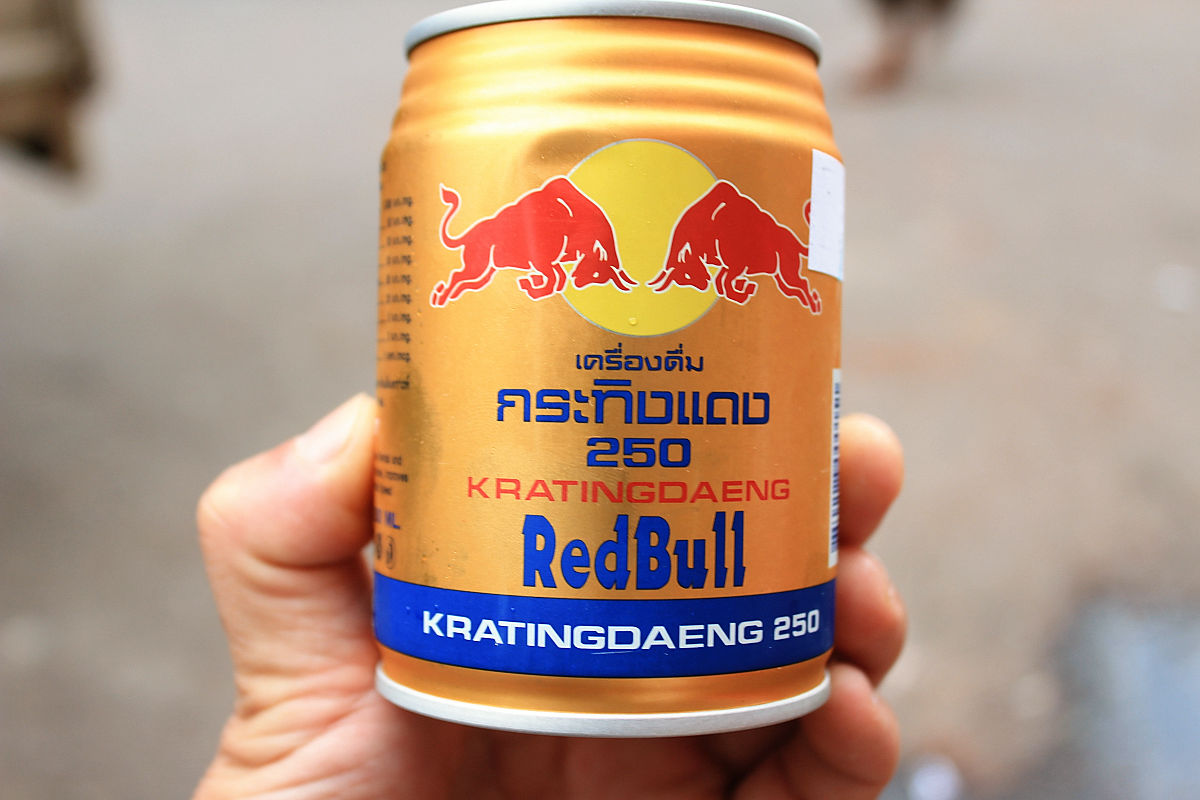 เครื่องดื่ม
กระทิงแดง
250
KRATINGDAENG
RedBull
KRATINGDAENG 250
ML.